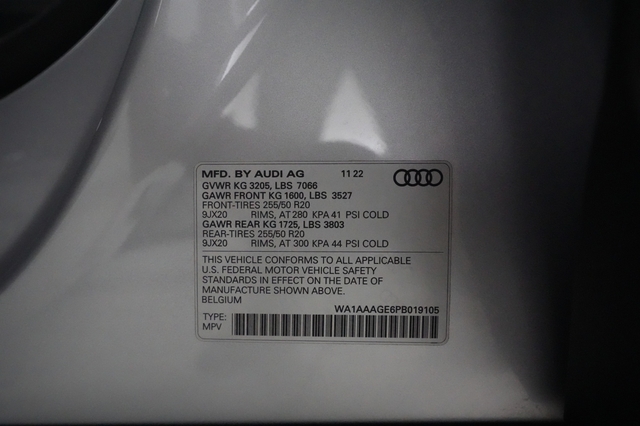 MFD. BY AUDI AG 11 22
GVWR KG 3205, LBS 7066
GAWR FRONT KG 1600, LBS 3527
FRONT-TIRES 255/50 R20
9JX20 RIMS, AT 280 KPA 41 PSI COLD
GAWR REAR KG 1725, LBS 3803
REAR-TIRES 255/50 R20
9JX20 RIMS, AT 300 KPA 44 PSI COLD
THIS VEHICLE CONFORMS TO ALL APPLICABLE
U.S. FEDERAL MOTOR VEHICLE SAFETY
STANDARDS IN EFFECT ON THE DATE OF
MANUFACTURE SHOWN ABOVE.
BELGIUM
WA1AAAGE6PB019105
TYPE:
MPV